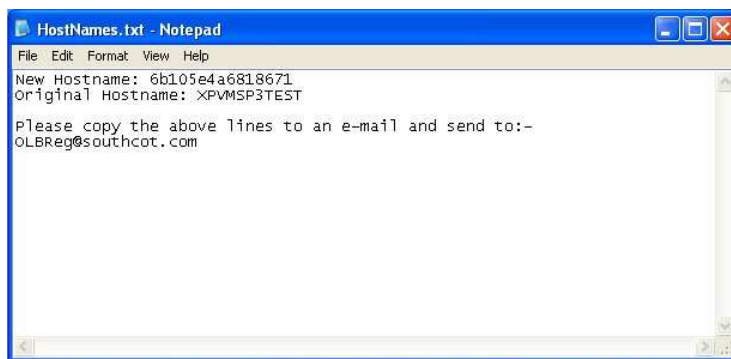 HostNames.txt - Notepad
File Edit Format View Help
New Hostname: 6b105e4a6818671
Original Hostname: XPVMSP3TEST
Please copy the above lines to an e-mail and send to:-
OLBReg@southcot.com